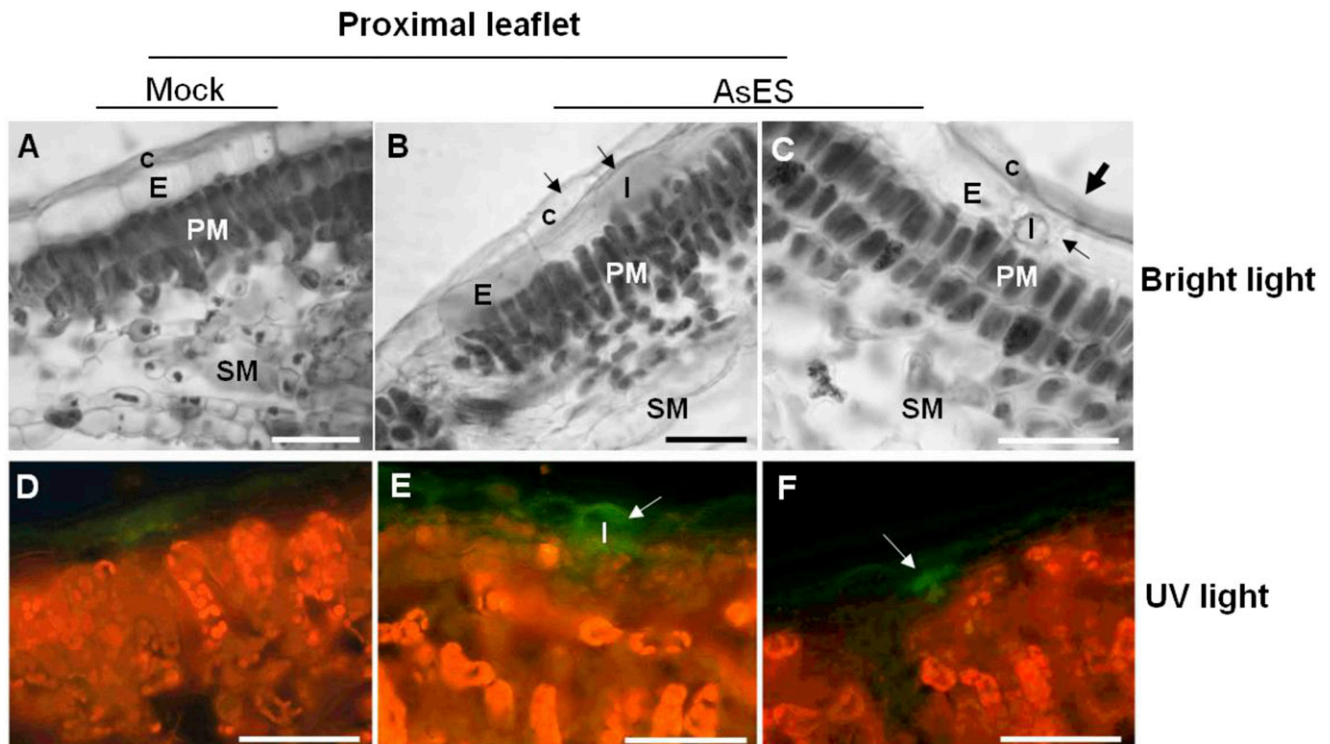 Proximal leaflet
Mock
AsES
A
c
E
PM
SM
B
c
I
E
PM
SM
C
c
E
I
PM
SM
Bright light
D
E
I
F
UV light